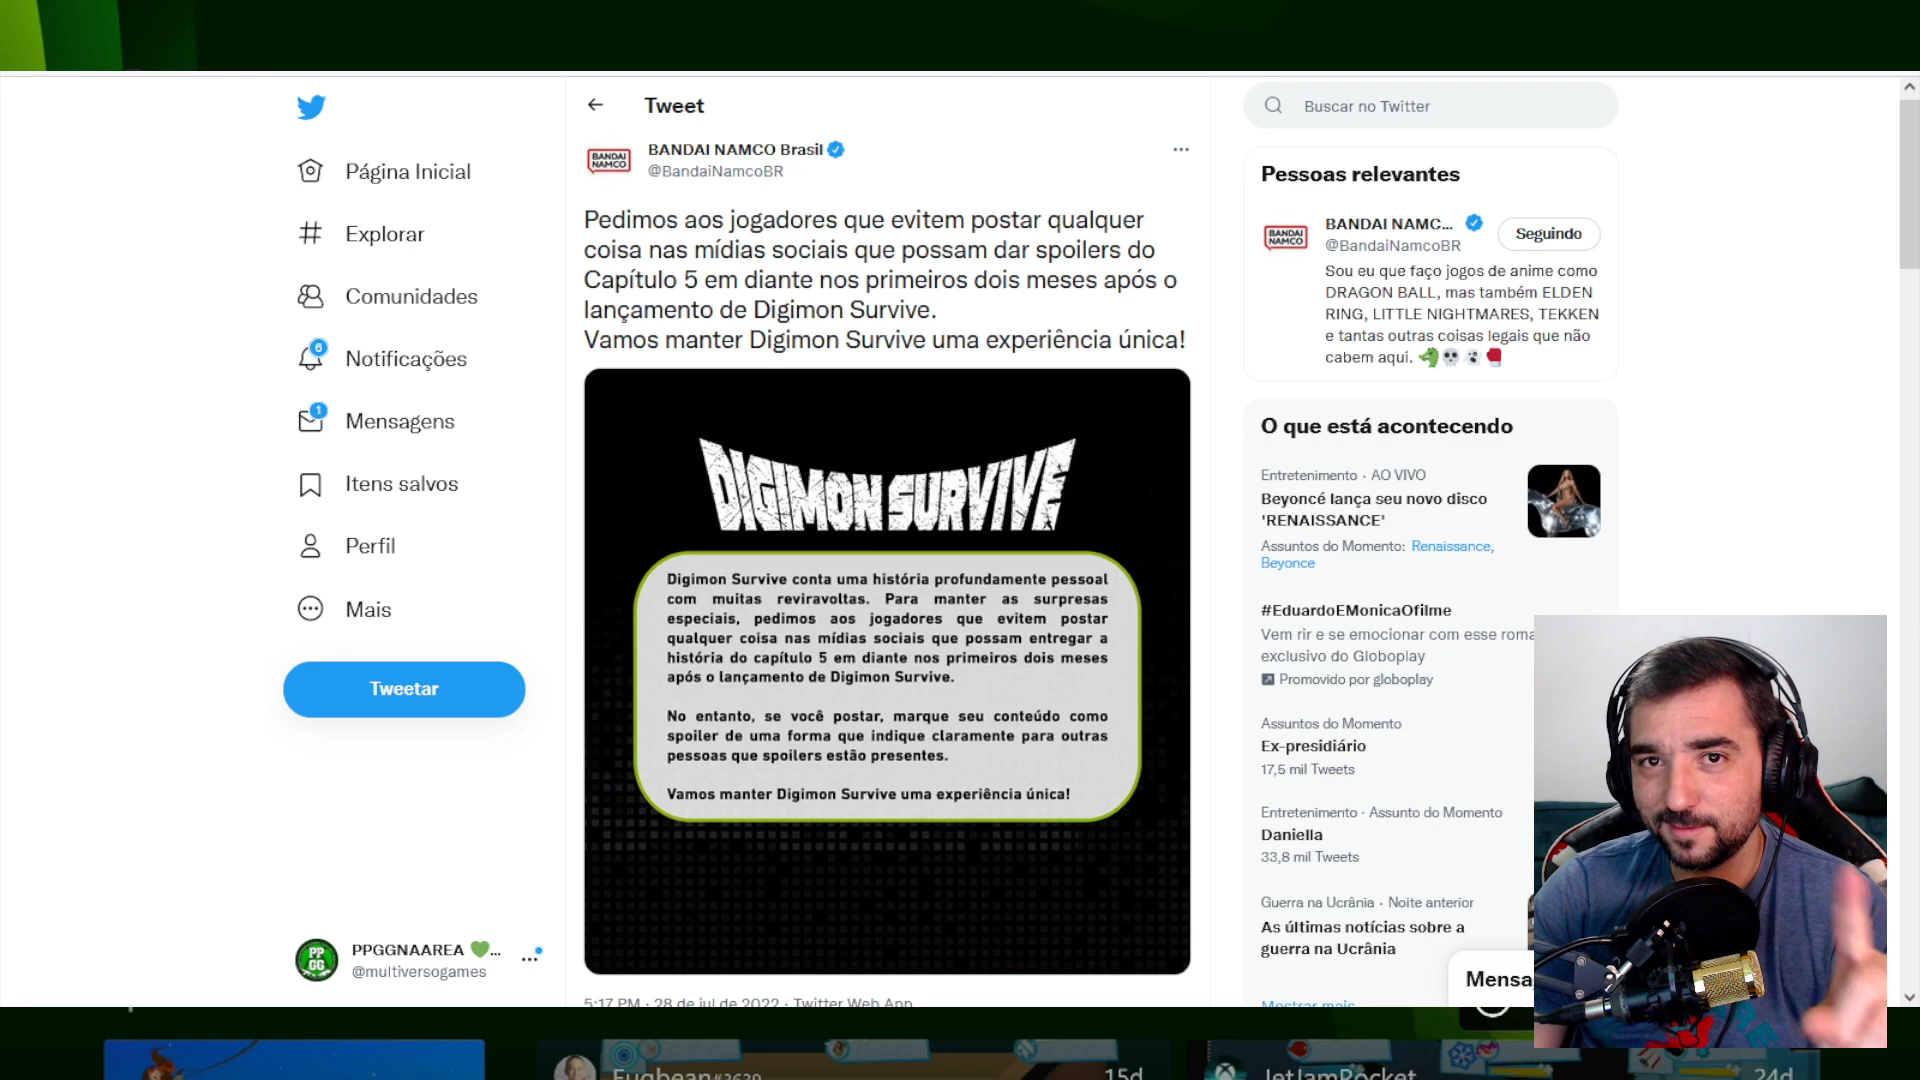 Tweet
BANDAI NAMCO Brasil
@BandaiNamcoBR
Pedimos aos jogadores que evitem postar qualquer
coisa nas mídias sociais que possam dar spoilers do
Capítulo 5 em diante nos primeiros dois meses após o
lançamento de Digimon Survive.
Vamos manter Digimon Survive uma experiência única!
DIGIMON SURVIVE
Digimon Survive conta uma história profundamente pessoal
com muitas reviravoltas. Para manter as surpresas
especiais, pedimos aos jogadores que evitem postar
qualquer coisa nas mídias sociais que possam entregar a
história do capítulo 5 em diante nos primeiros dois meses
após o lançamento de Digimon Survive.
No entanto, se você postar, marque seu conteúdo como
spoiler de uma forma que indique claramente para outras
pessoas que spoilers estão presentes.
Vamos manter Digimon Survive uma experiência única!
5:17 PM · 28 de jul de 2022 · Twitter Web App
Página Inicial
Explorar
Comunidades
6
Notificações
1
Mensagens
Itens salvos
Perfil
Mais
Tweetar
PP
GG
PPGGNAAREA 💚...
@multiversogames
Buscar no Twitter
Pessoas relevantes
BANDAI
NAMCO
BANDAI NAMC...
@BandaiNamcoBR
Seguindo
Sou eu que faço jogos de anime como
DRAGON BALL, mas também ELDEN
RING, LITTLE NIGHTMARES, TEKKEN
e tantas outras coisas legais que não
cabem aqui.
O que está acontecendo
Entretenimento · AO VIVO
Beyoncé lança seu novo disco
'RENAISSANCE'
Assuntos do Momento: Renaissance,
Beyonce
#EduardoEMonicaOfilme
Vem rir e se emocionar com esse roma
exclusivo do Globoplay
Promovido por globoplay
Assuntos do Momento
Ex-presidiário
17,5 mil Tweets
Entretenimento · Assunto do Momento
Daniella
33,8 mil Tweets
Guerra na Ucrânia · Noite anterior
As últimas notícias sobre a
guerra na Ucrânia
Mostrar mais
Mensa
Fugbean#3639
15d
JetJamRocket
24d